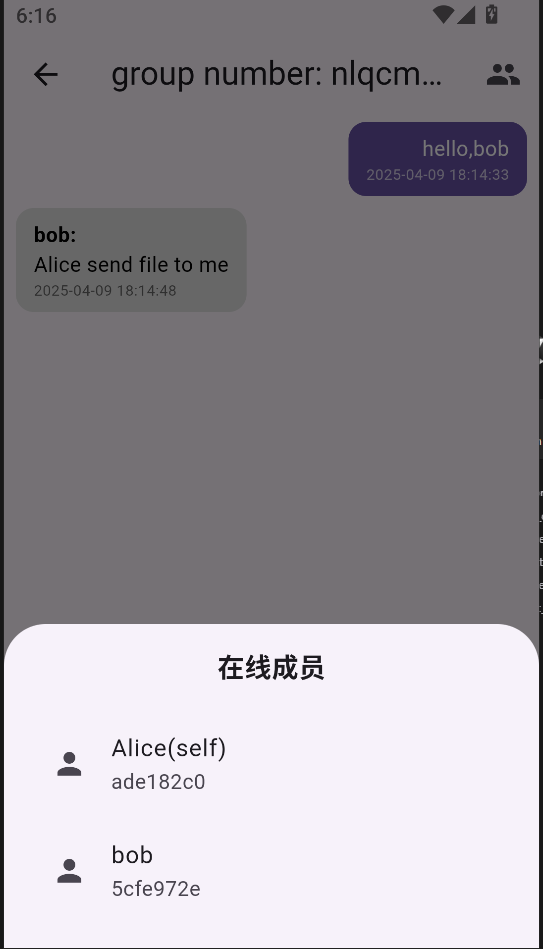 6:16
group number: nlqcm...
hello,bob
2025-04-09 18:14:33
bob:
Alice send file to me
2025-04-09 18:14:48
在线成员
Alice(self)
ade182c0
bob
5cfe972e